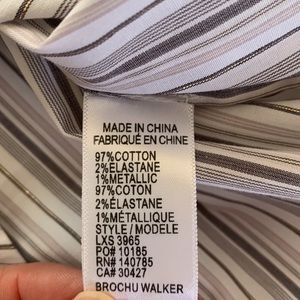 MADE IN CHINA
FABRIQUÉ EN CHINE
97%COTTON
2%ELASTANE
1%METALLIC
97%COTON
2%ÉLASTANE
1%MÉTALLIQUE
STYLE / MODELE
LXS 3965
PO# 10185
RN# 140785
CA# 30427
BROCHU WALKER